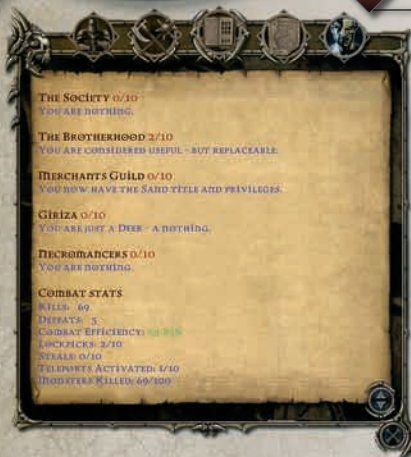 The Society 0/10
You are nothing.
The Brotherhood 2/10
You are considered useful - but replaceable.
Merchants Guild 0/10
You now have the Sand title and privileges.
Giriza 0/10
You are just a Deer - a nothing.
Necromancers 0/10
You are nothing.
Combat stats
Kills: 69
Defeats: 3
Combat Efficiency:
Lockpicks: 2/10
Steals: 0/10
Teleports Activated: 1/10
Monsters Killed: 69/100